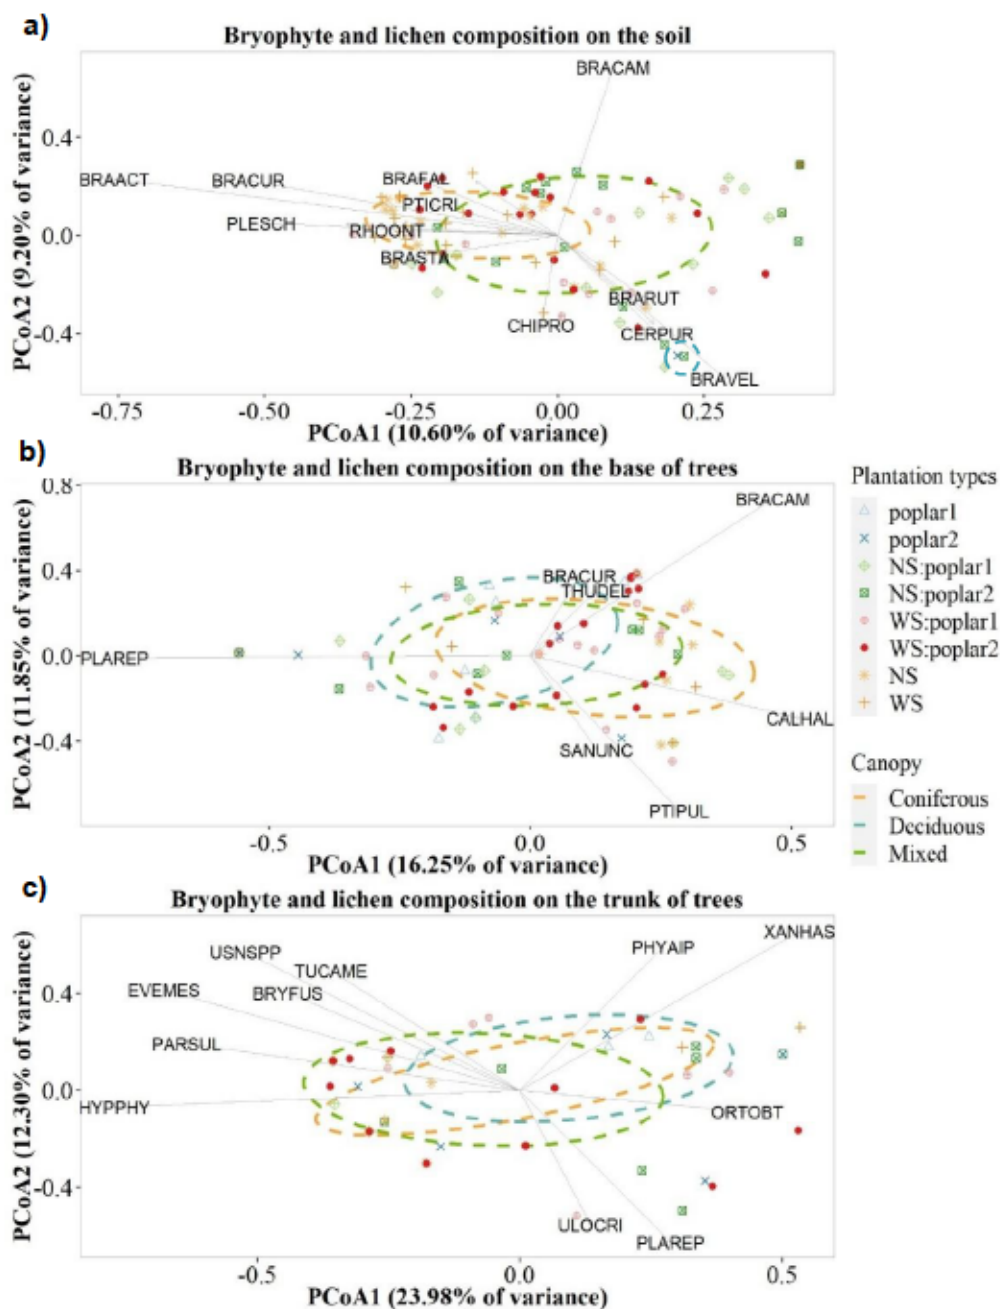 a)
Bryophyte and lichen composition on the soil
BRACAM
0.4
BRAACT
BRACUR
BRAFAL
PTICRI
PLESCH
RHOONT
0.0
BRASTA
BRARUT
CHIPRO
CERPUR
-0.4
BRAVEL
PCoA2 (9.20% of variance)
-0.75
-0.50
-0.25
0.00
0.25
PCoA1 (10.60% of variance)
b)
Bryophyte and lichen composition on the base of trees
0.8
BRACAM
0.4
BRACUR
THUDEL
0.0
PLAREP
CALHAL
-0.4
SANUNC
PTIPUL
PCoA2 (11.85% of variance)
-0.5
0.0
0.5
PCoA1 (16.25% of variance)
Plantation types
poplar1
poplar2
NS:poplar1
NS:poplar2
WS:poplar1
WS:poplar2
NS
WS
Canopy
Coniferous
Deciduous
Mixed
c)
Bryophyte and lichen composition on the trunk of trees
XANHAS
USNSPP
PHYAIP
TUCAME
EVEMES
BRYFUS
0.4
PARSUL
0.0
HYPPHY
ORTOBT
-0.4
ULOCRI
PLAREP
PCoA2 (12.30% of variance)
-0.5
0.0
0.5
PCoA1 (23.98% of variance)